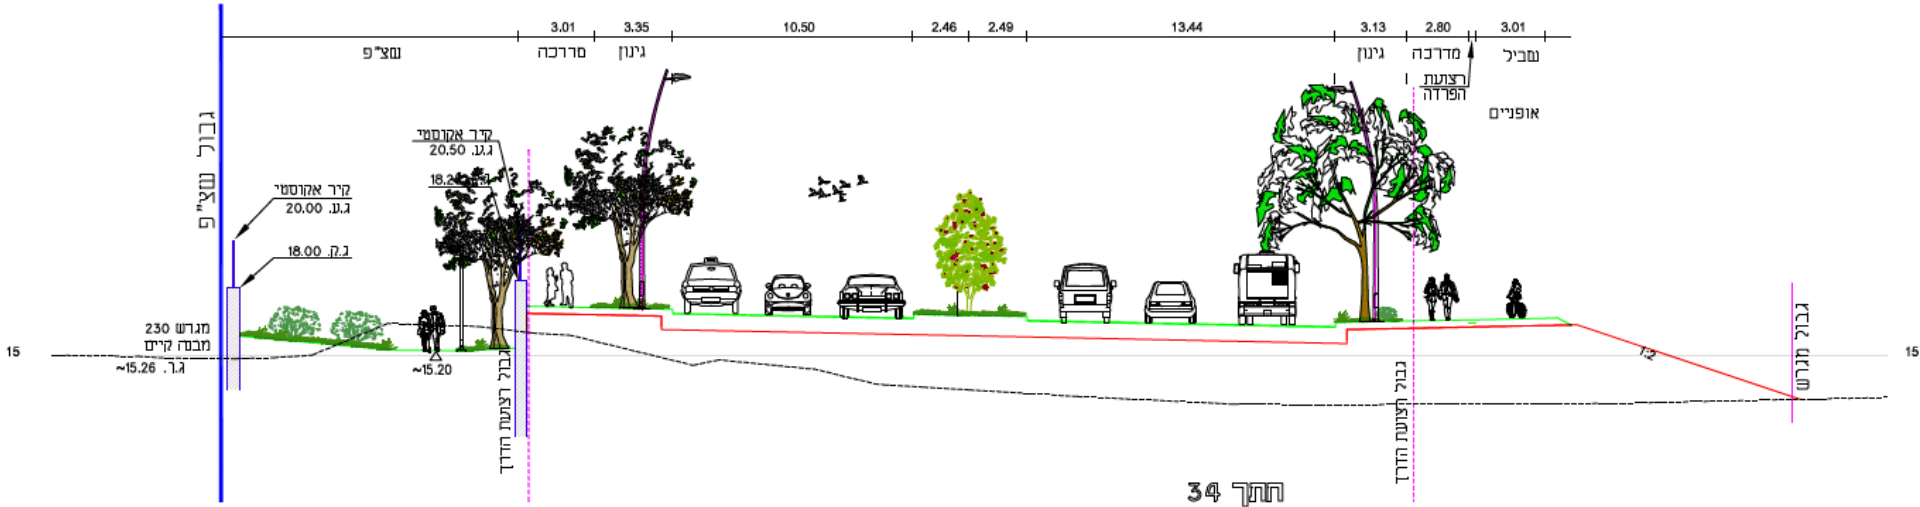 3.01 3.35 10.50 2.46 2.49 13.44 3.13 2.80 3.01
שצ"פ
מדרכה
גינון
גינון
מדרכה
שביל
רצועת
הפרדה
אופניים
גבול שצ"פ
קיר אקוסטי
ג.ע. 20.50
קיר אקוסטי
ג.ע. 20.00
ג.ק. 18.00
מגרש 230
מבנה קיים
ג.ר. 15.26~
15
~15.20
גבול רצועת הדרך
גבול רצועת הדרך
1:2
גבול מגרש
15
חתך 34